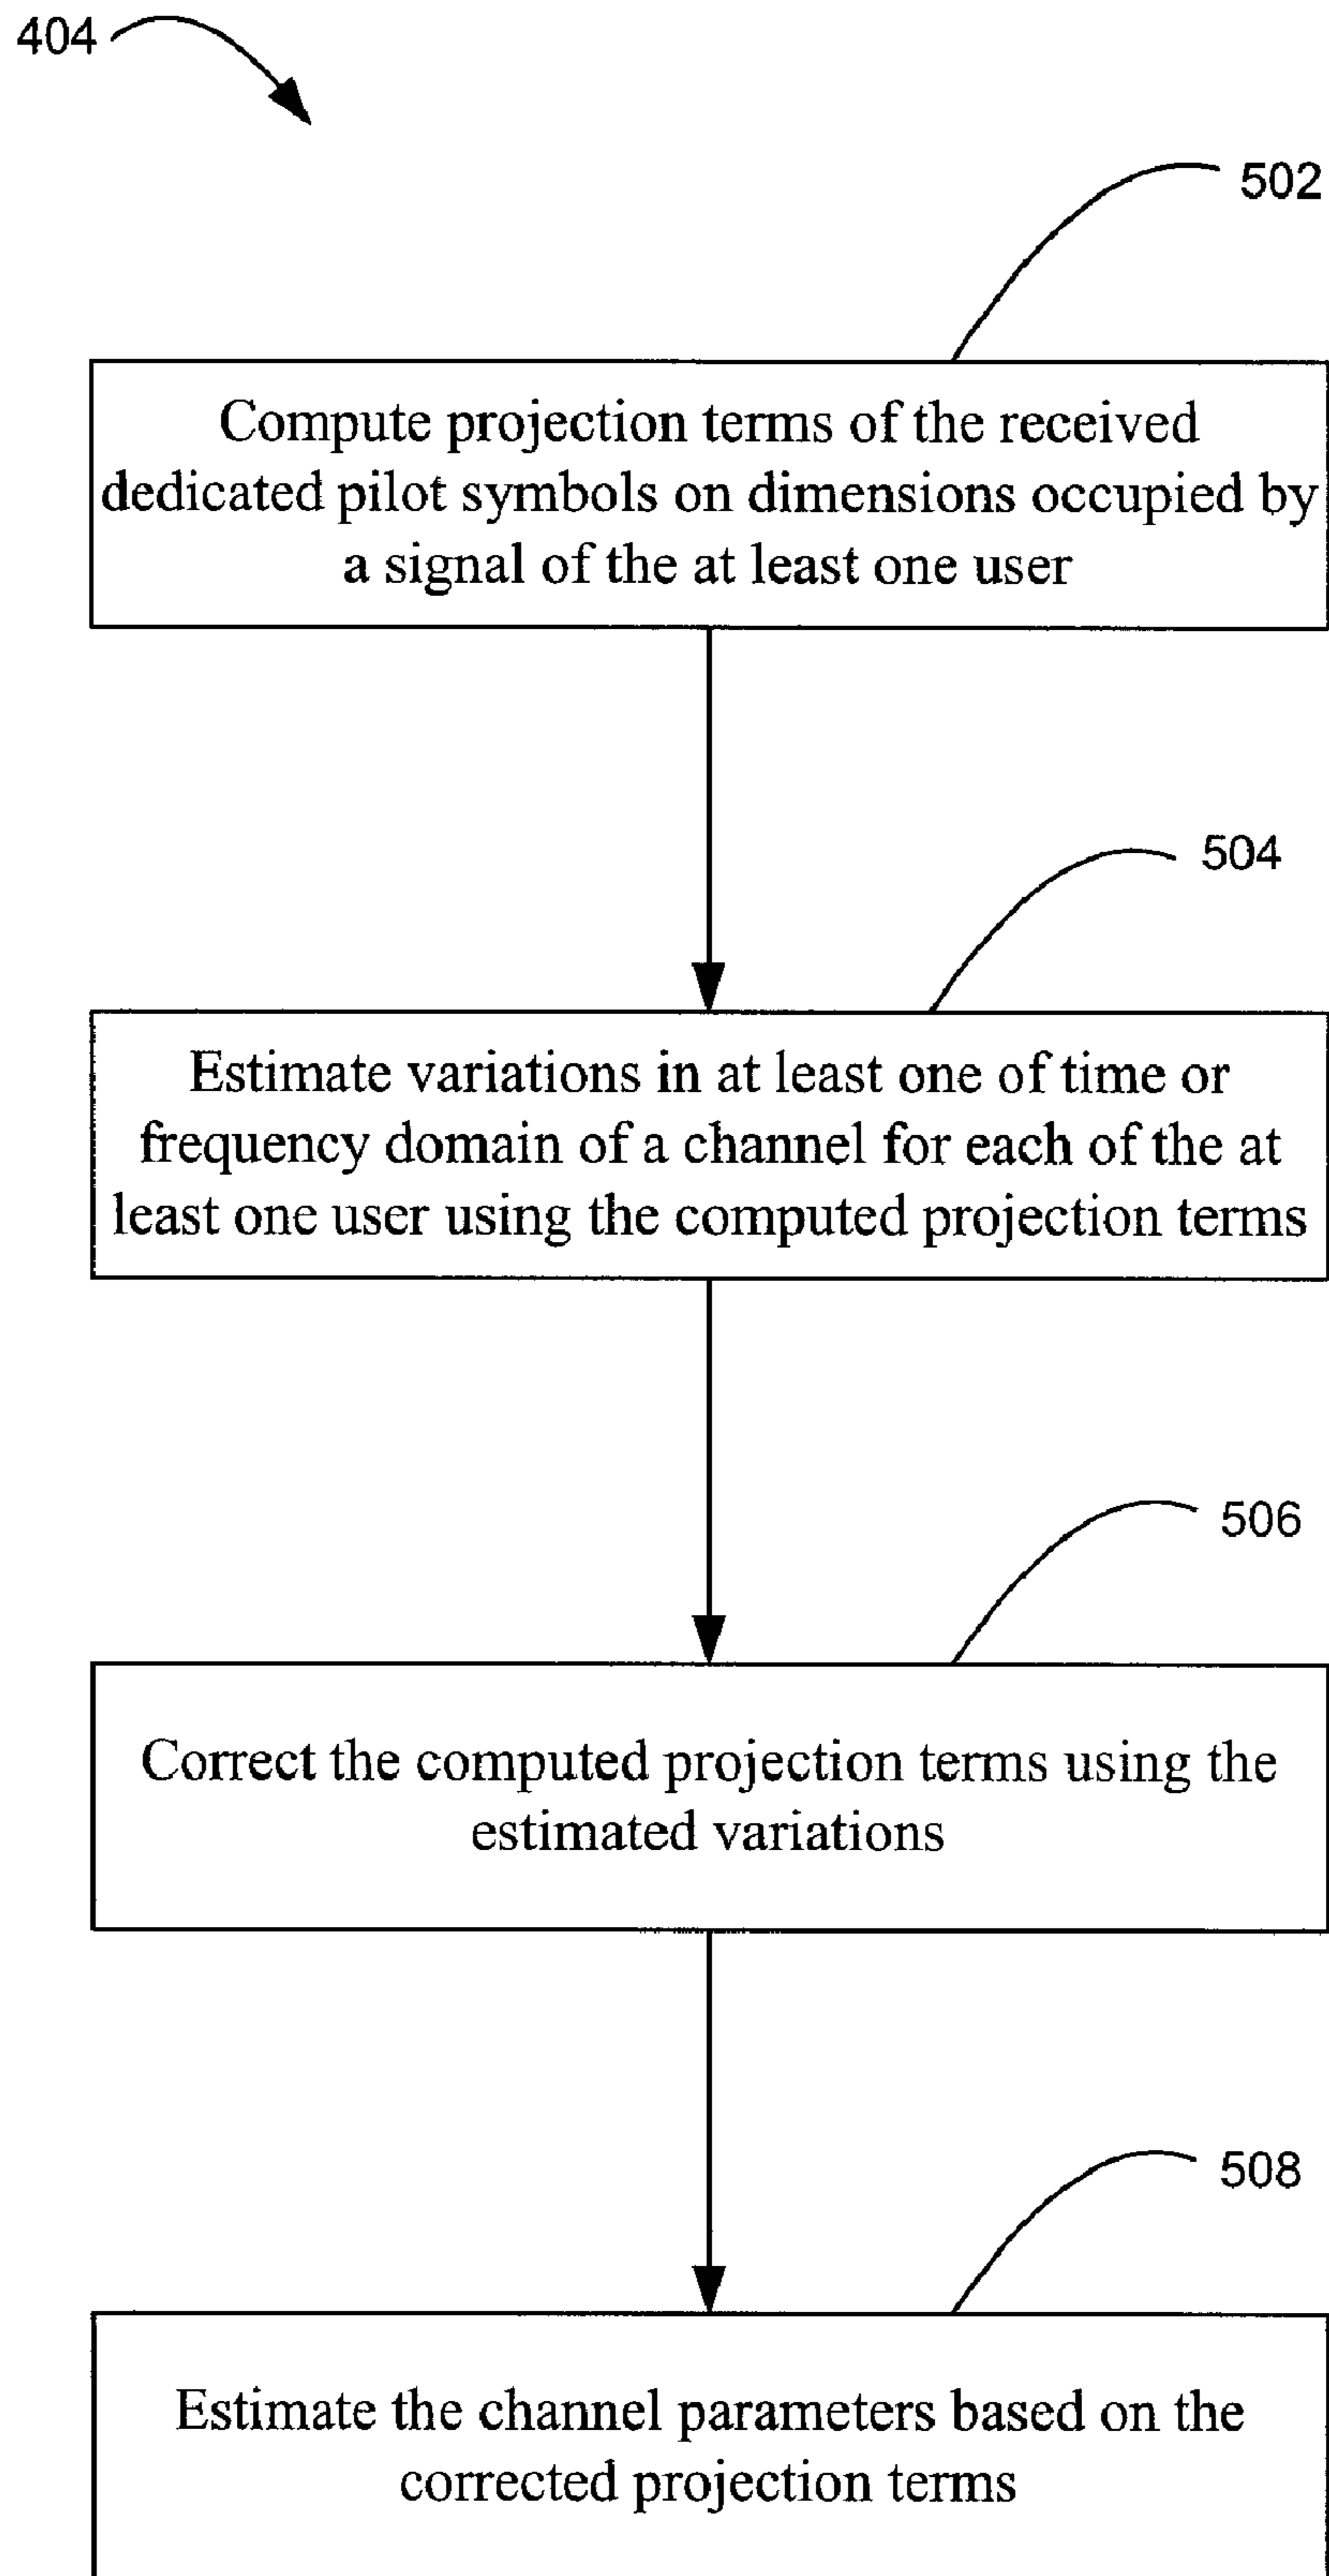 404
502
Compute projection terms of the received
dedicated pilot symbols on dimensions occupied by
a signal of the at least one user
504
Estimate variations in at least one of time or
frequency domain of a channel for each of the at
least one user using the computed projection terms
506
Correct the computed projection terms using the
estimated variations
508
Estimate the channel parameters based on the
corrected projection terms